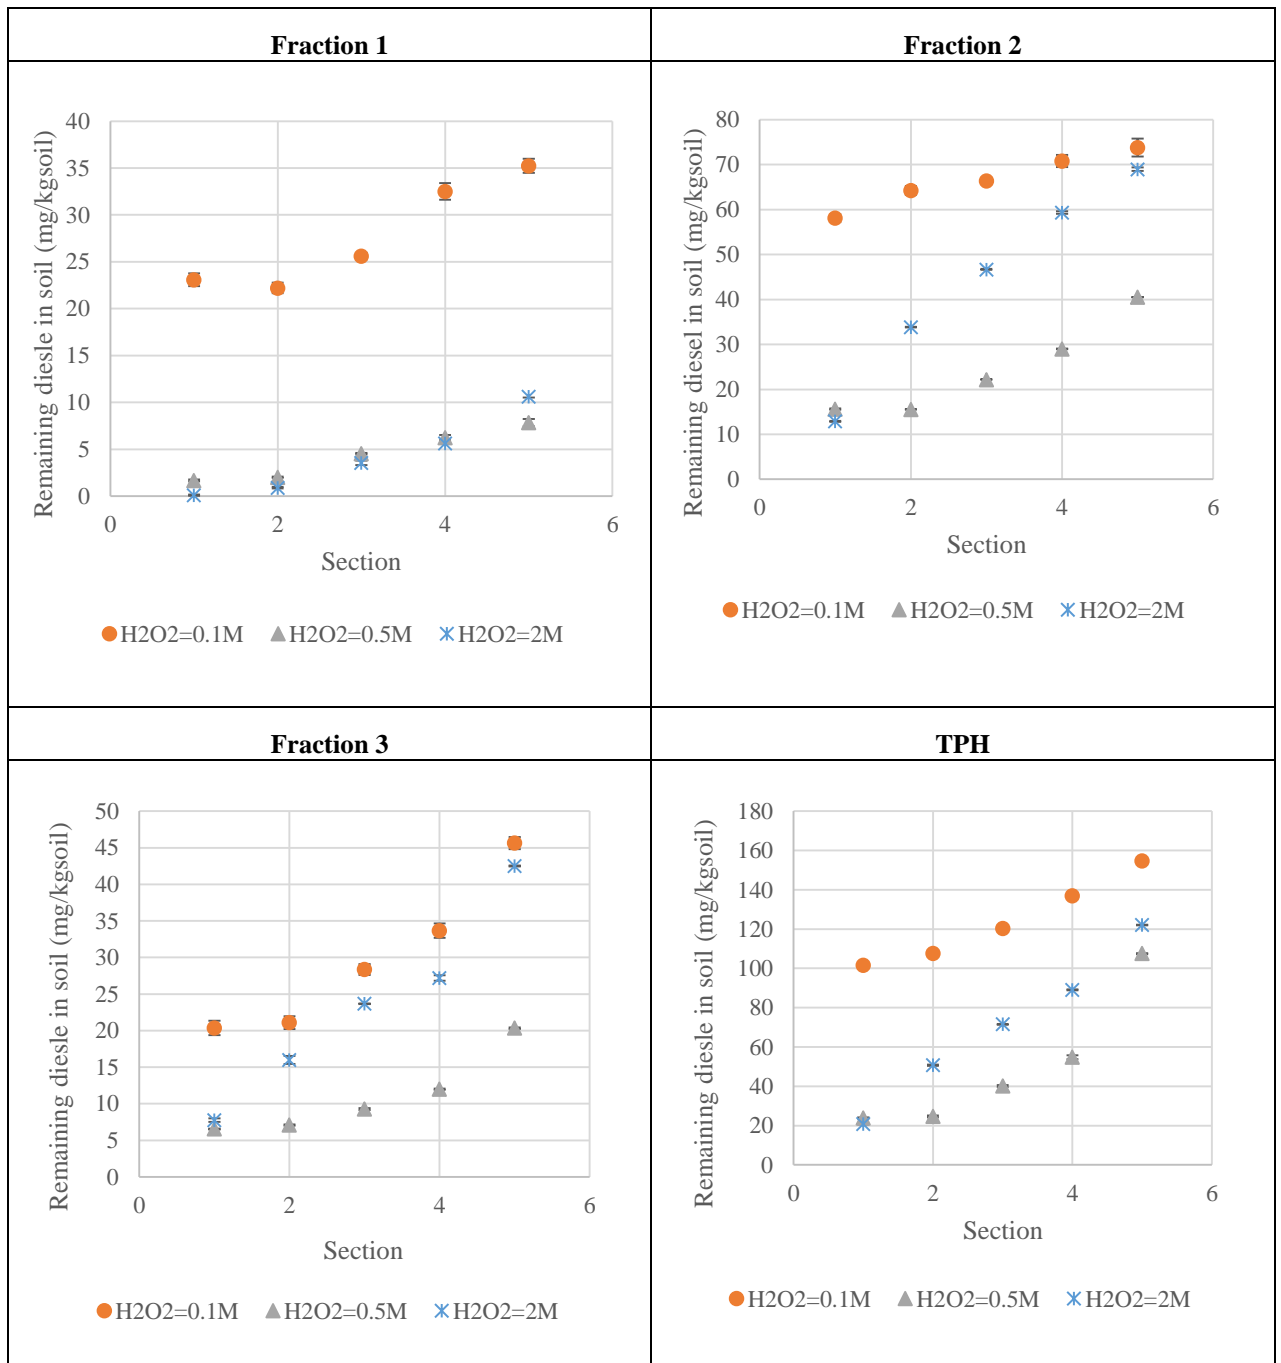 Fraction 1
Fraction 2
Remaining diesle in soil (mg/kgsoil)
40
35
30
25
20
15
10
5
0
0
2
4
6
Section
H2O2=0.1M
H2O2=0.5M
H2O2=2M
Remaining diesel in soil (mg/kgsoil)
80
70
60
50
40
30
20
10
0
0
2
4
6
Section
H2O2=0.1M
H2O2=0.5M
H2O2=2M
Fraction 3
TPH
Remaining diesle in soil (mg/kgsoil)
50
45
40
35
30
25
20
15
10
5
0
0
2
4
6
Section
H2O2=0.1M
H2O2=0.5M
H2O2=2M
Remaining diesle in soil (mg/kgsoil)
180
160
140
120
100
80
60
40
20
0
0
2
4
6
Section
H2O2=0.1M
H2O2=0.5M
H2O2=2M